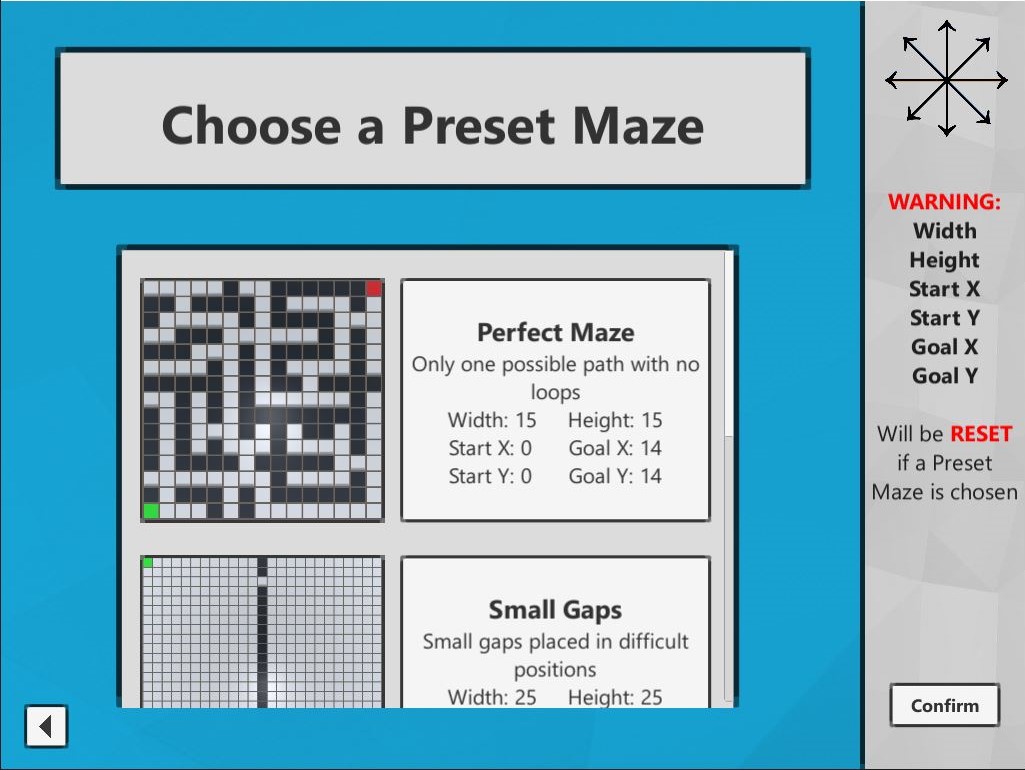 Choose a Preset Maze
Perfect Maze
Only one possible path with no
loops
Width: 15 Height: 15
Start X: 0 Goal X: 14
Start Y: 0 Goal Y: 14
Small Gaps
Small gaps placed in difficult
positions
Width: 25 Height: 25
WARNING:
Width
Height
Start X
Start Y
Goal X
Goal Y
Will be RESET
if a Preset
Maze is chosen
Confirm